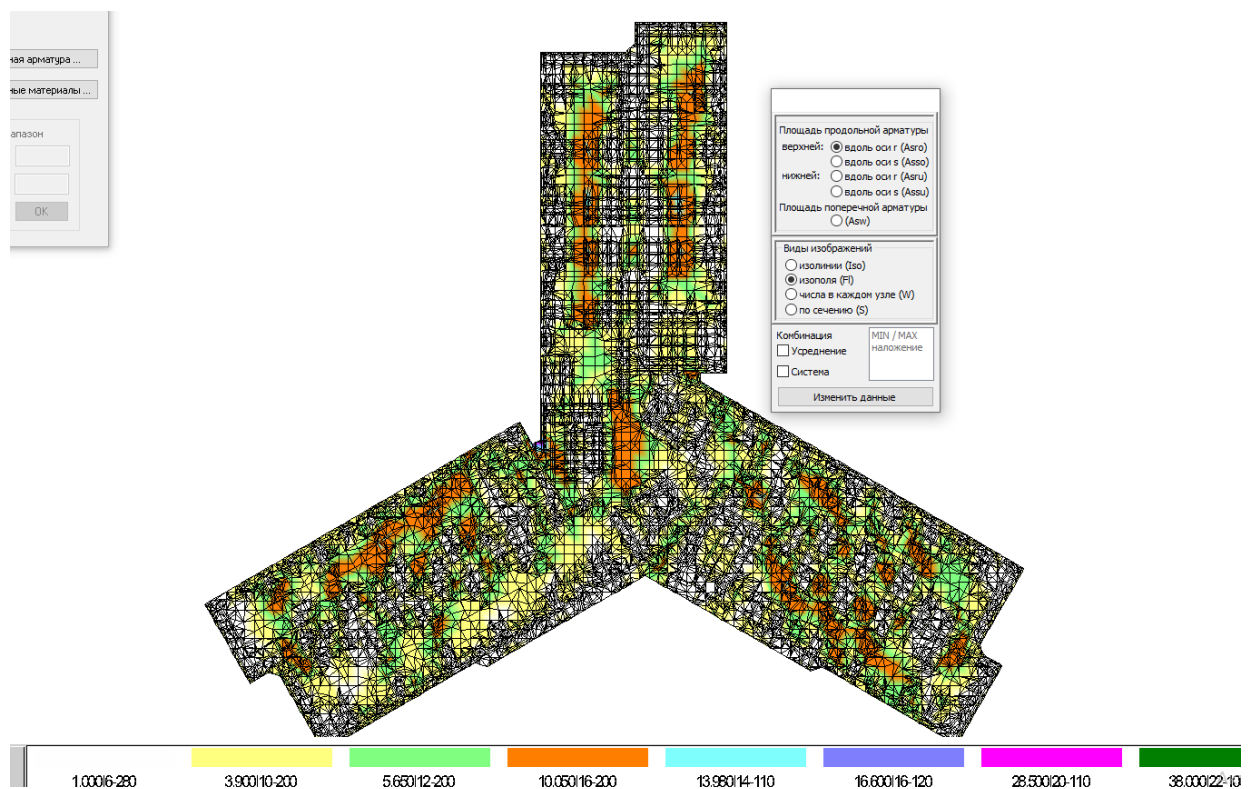 ная арматура ...
ные материалы ...
апазон
OK
Площадь продольной арматуры
верхней: вдоль оси r (Asro)
вдоль оси s (Asso)
нижней: вдоль оси r (Asru)
вдоль оси s (Assu)
Площадь поперечной арматуры
(Asw)
Виды изображений
изолинии (Iso)
изополя (Fl)
числа в каждом узле (W)
по сечению (S)
Комбинация
MIN / MAX
Усреднение
наложение
Система
Изменить данные
1.000|6-280 3.900|10-200 5.650|12-200 10.050|16-200 13.980|14-110 16.600|16-120 28.500|20-110